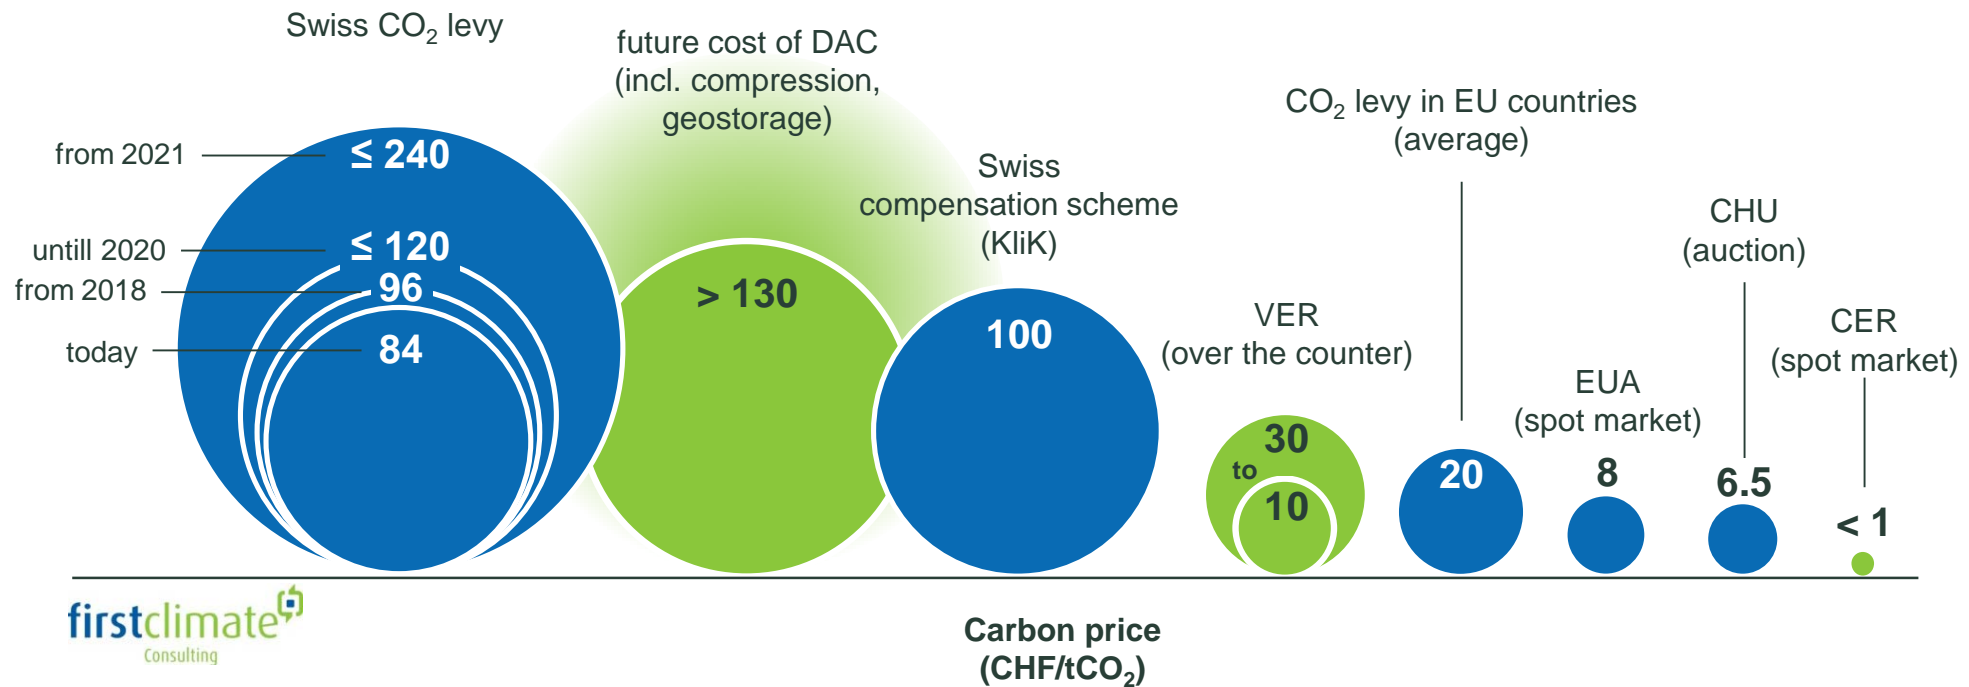 Swiss CO₂ levy
from 2021
≤ 240
untill 2020
≤ 120
from 2018
96
today
84
future cost of DAC
(incl. compression,
geostorage)
> 130
Swiss
compensation scheme
(KliK)
100
VER
(over the counter)
30
to
10
CO₂ levy in EU countries
(average)
20
EUA
(spot market)
8
CHU
(auction)
6.5
CER
(spot market)
< 1
firstclimate
Consulting
Carbon price
(CHF/tCO₂)